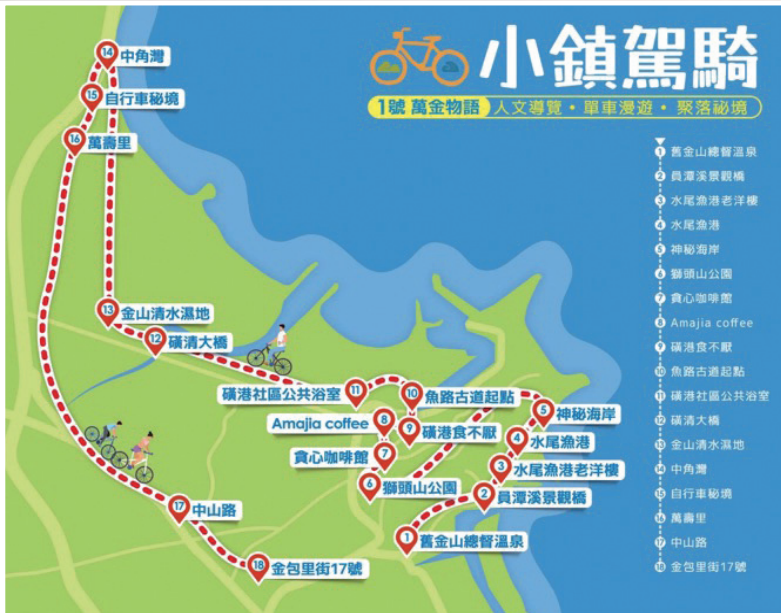 小鎮駕騎
1號 萬金物語 人文導覽・單車漫遊・聚落祕境
14 中角灣
15 自行車秘境
16 萬壽里
13 金山清水濕地
12 磺清大橋
磺港社區公共浴室 11
10 魚路古道起點
Amajia coffee 8
9 磺港食不厭
貪心咖啡館 7
6 獅頭山公園
5 神秘海岸
4 水尾漁港
3 水尾漁港老洋樓
2 員潭溪景觀橋
1 舊金山總督溫泉
17 中山路
18 金包里街17號
1 舊金山總督溫泉
2 員潭溪景觀橋
3 水尾漁港老洋樓
4 水尾漁港
5 神秘海岸
6 獅頭山公園
7 貪心咖啡館
8 Amajia coffee
9 磺港食不厭
10 魚路古道起點
11 磺港社區公共浴室
12 磺清大橋
13 金山清水濕地
14 中角灣
15 自行車秘境
16 萬壽里
17 中山路
18 金包里街17號